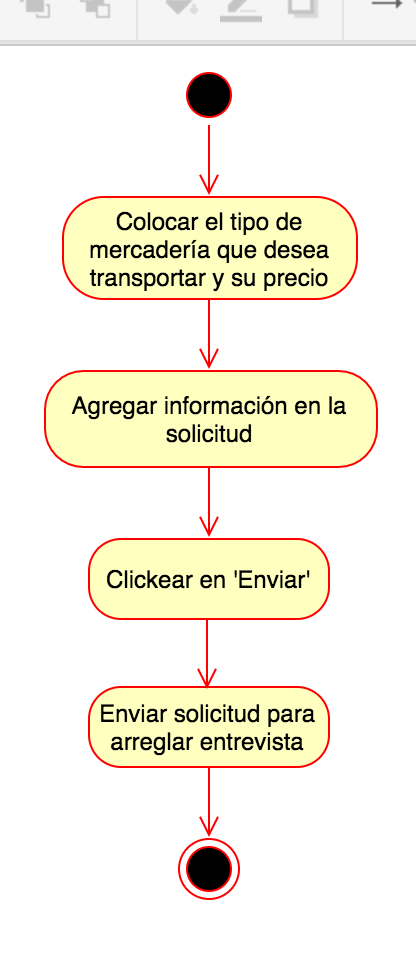 Colocar el tipo de
mercadería que desea
transportar y su precio
Agregar información en la
solicitud
Clickear en 'Enviar'
Enviar solicitud para
arreglar entrevista